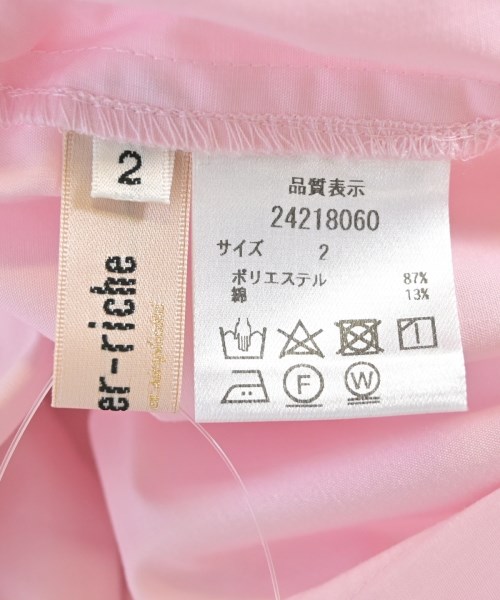 2
er-riche
品質表示
24218060
サイズ 2
ポリエステル 87%
綿 13%
F
W